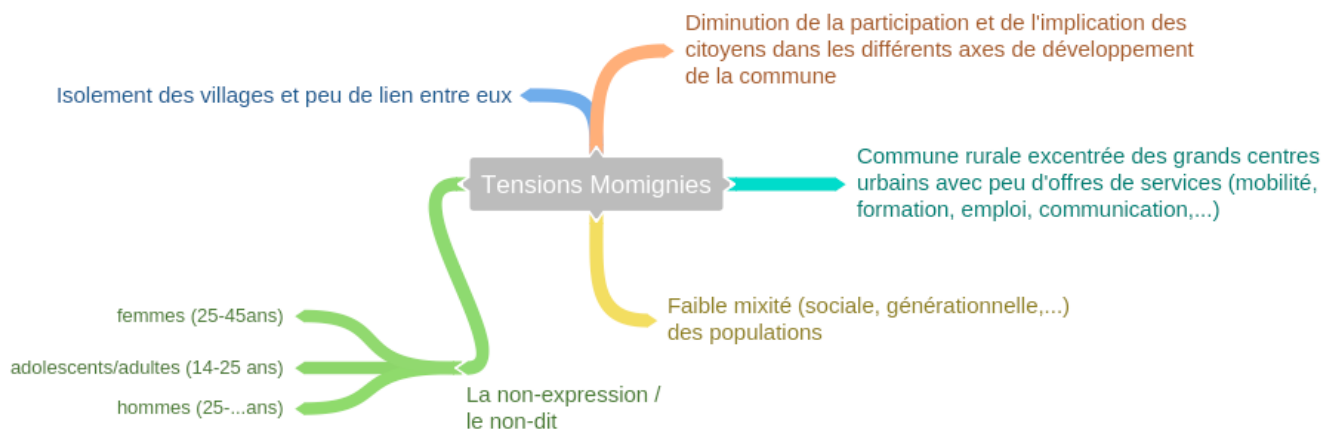 Diminution de la participation et de l'implication des
citoyens dans les différents axes de développement
de la commune
Isolement des villages et peu de lien entre eux
Tensions Momignies
Commune rurale excentrée des grands centres
urbains avec peu d'offres de services (mobilité,
formation, emploi, communication,...)
Faible mixité (sociale, générationnelle,...)
des populations
La non-expression /
le non-dit
femmes (25-45ans)
adolescents/adultes (14-25 ans)
hommes (25-...ans)